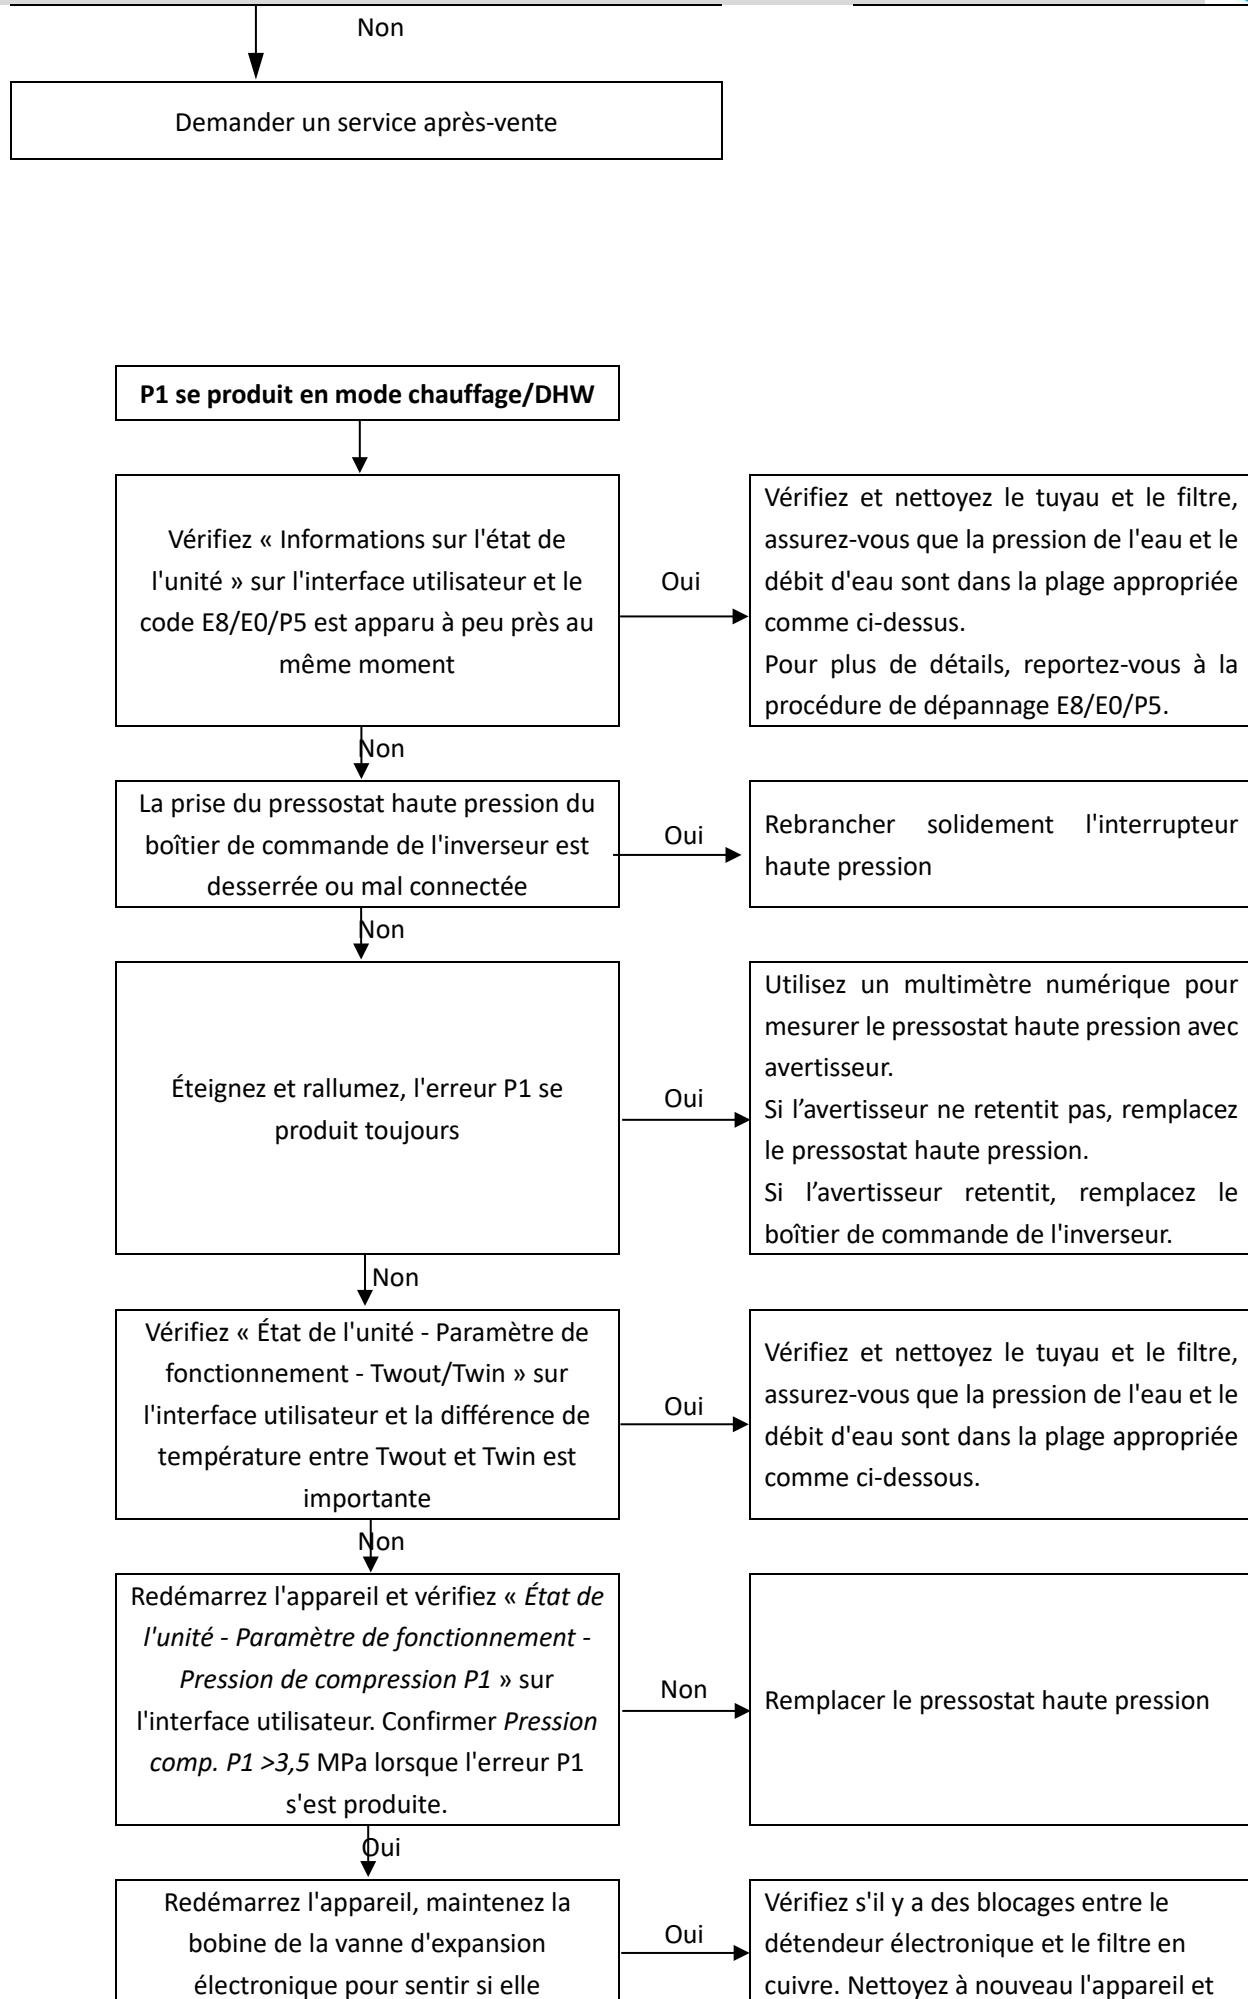 Non
Demander un service après-vente
P1 se produit en mode chauffage/DHW
Vérifiez « Informations sur l'état de
l'unité » sur l'interface utilisateur et le
code E8/E0/P5 est apparu à peu près au
même moment
Oui
Vérifiez et nettoyez le tuyau et le filtre,
assurez-vous que la pression de l'eau et le
débit d'eau sont dans la plage appropriée
comme ci-dessus.
Pour plus de détails, reportez-vous à la
procédure de dépannage E8/E0/P5.
Non
La prise du pressostat haute pression du
boîtier de commande de l'inverseur est
desserrée ou mal connectée
Oui
Rebrancher solidement l'interrupteur
haute pression
Non
Éteignez et rallumez, l'erreur P1 se
produit toujours
Oui
Utilisez un multimètre numérique pour
mesurer le pressostat haute pression avec
avertisseur.
Si l’avertisseur ne retentit pas, remplacez
le pressostat haute pression.
Si l’avertisseur retentit, remplacez le
boîtier de commande de l'inverseur.
Non
Vérifiez « État de l'unité - Paramètre de
fonctionnement - Twout/Twin » sur
l'interface utilisateur et la différence de
température entre Twout et Twin est
importante
Oui
Vérifiez et nettoyez le tuyau et le filtre,
assurez-vous que la pression de l'eau et le
débit d'eau sont dans la plage appropriée
comme ci-dessous.
Non
Redémarrez l'appareil et vérifiez « État de
l'unité - Paramètre de fonctionnement -
Pression de compression P1 » sur
l'interface utilisateur. Confirmer Pression
comp. P1 >3,5 MPa lorsque l'erreur P1
s'est produite.
Non
Remplacer le pressostat haute pression
Oui
Redémarrez l'appareil, maintenez la
bobine de la vanne d'expansion
électronique pour sentir si elle
Oui
Vérifiez s'il y a des blocages entre le
détendeur électronique et le filtre en
cuivre. Nettoyez à nouveau l'appareil et